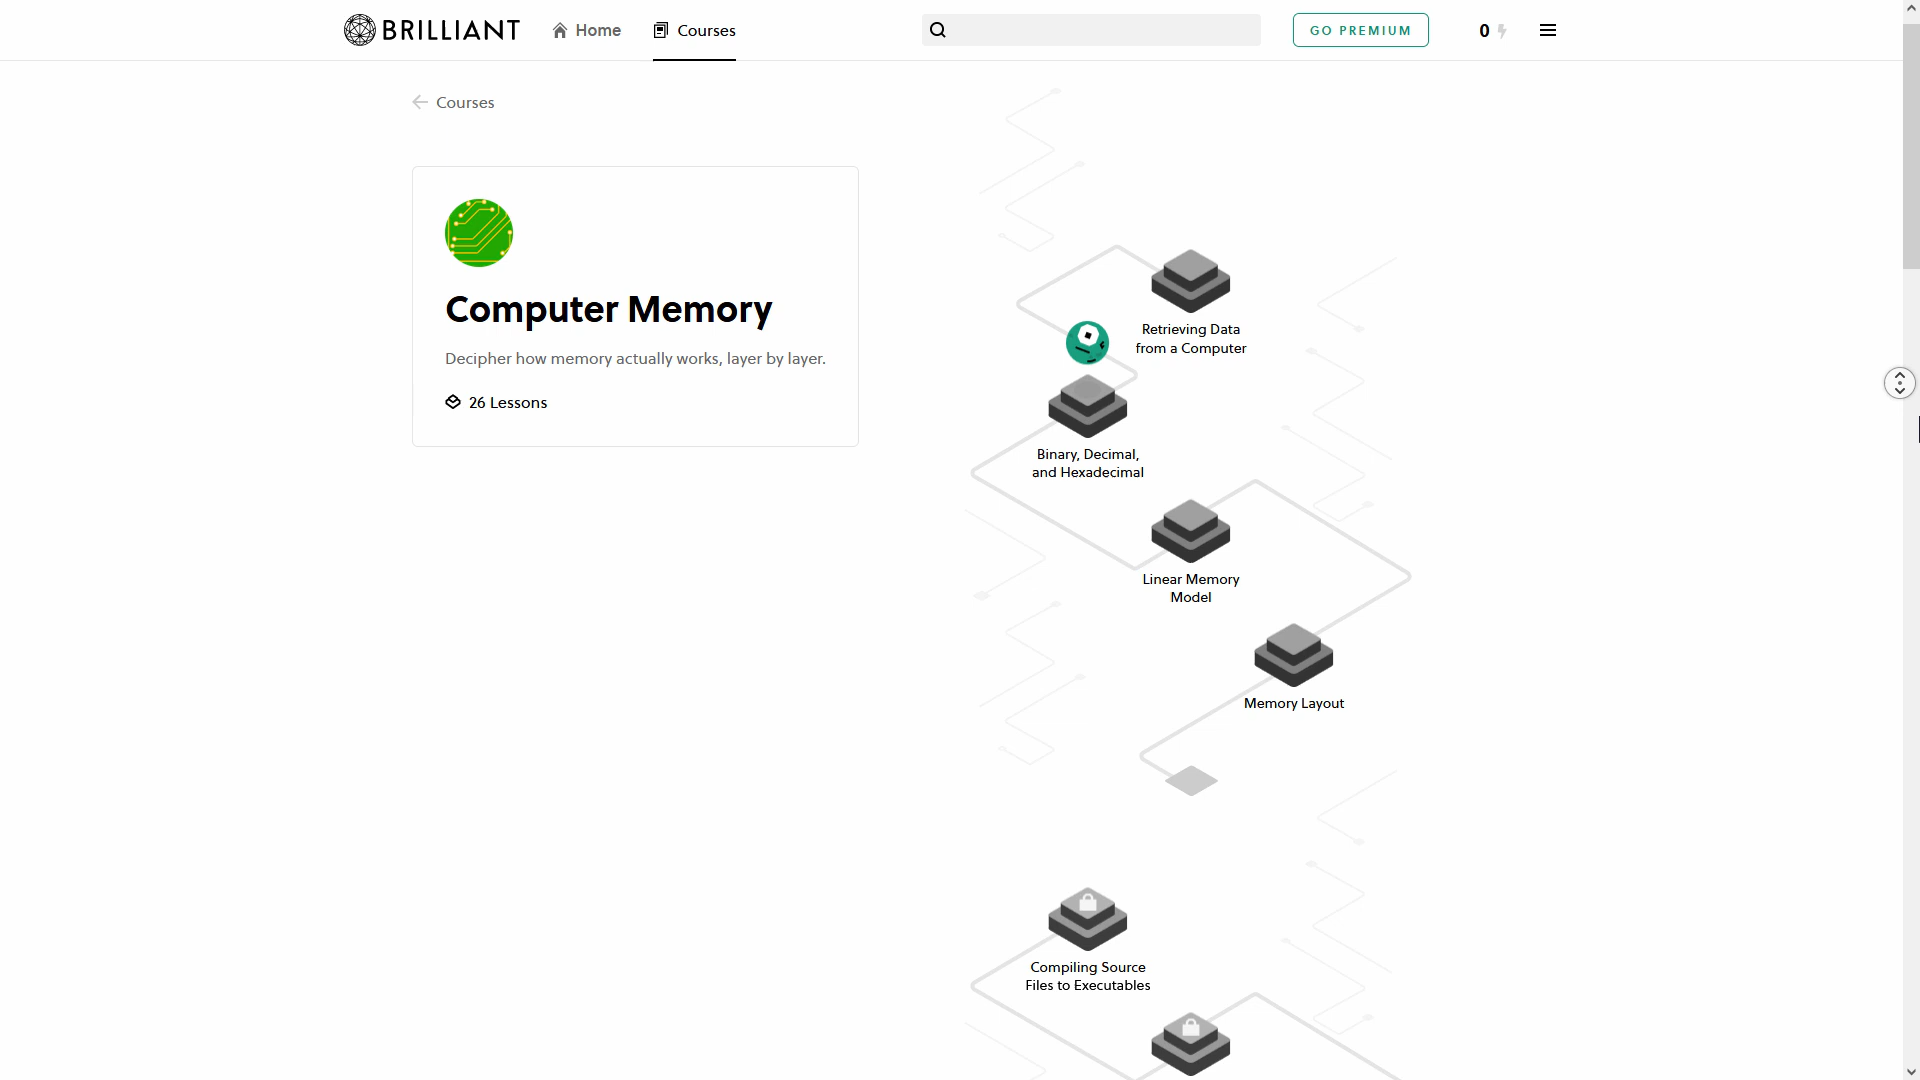 BRILLIANT
Home
Courses
GO PREMIUM
0
Courses
Computer Memory
Decipher how memory actually works, layer by layer.
26 Lessons
Retrieving Data
from a Computer
Binary, Decimal,
and Hexadecimal
Linear Memory
Model
Memory Layout
Compiling Source
Files to Executables